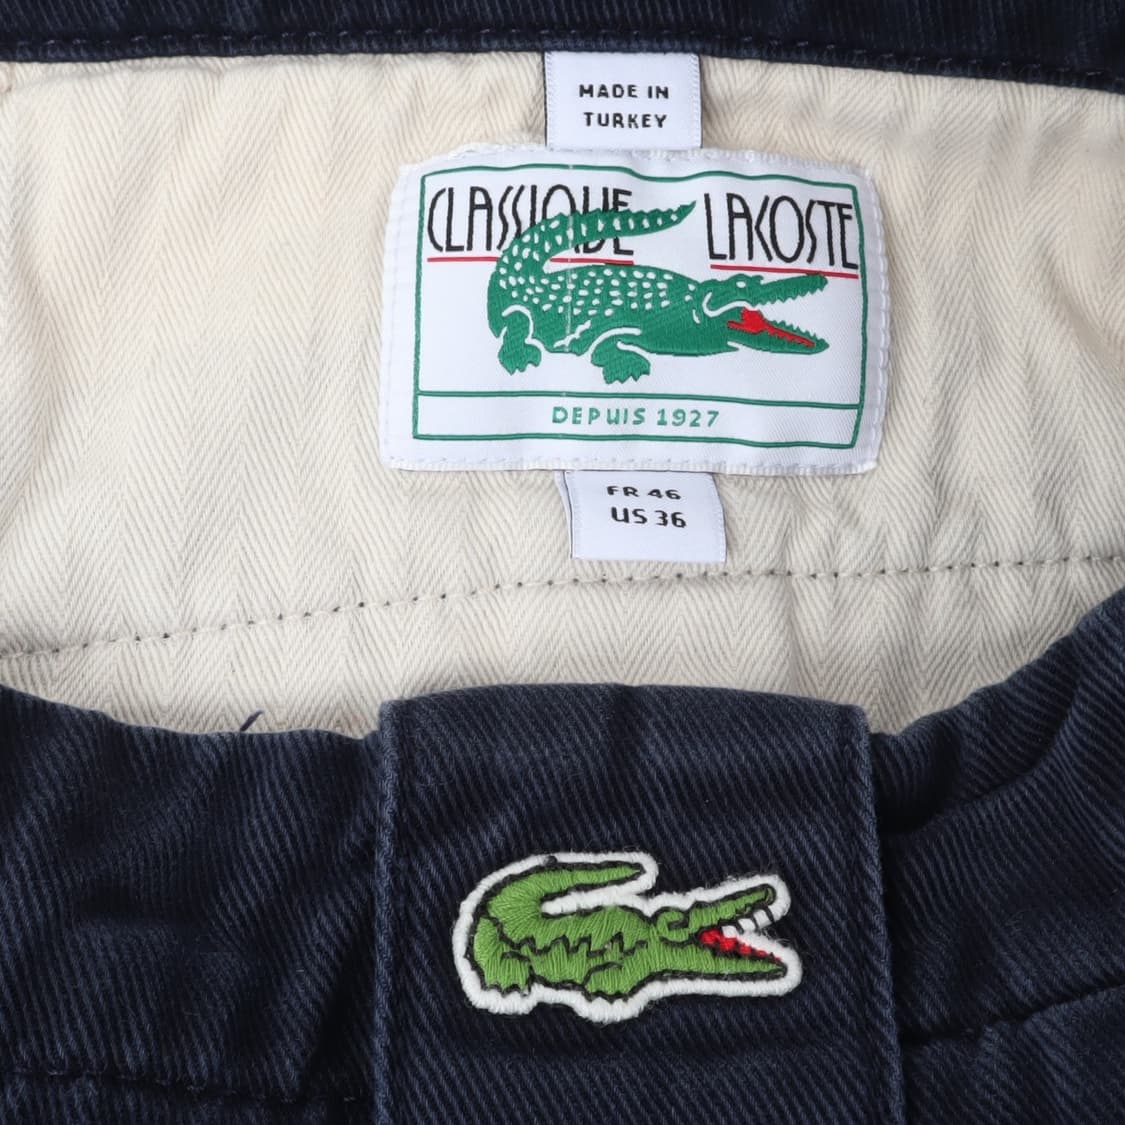 MADE IN
TURKEY
CLASSIQUE LACOSTE
DEPUIS 1927
FR 46
US 36